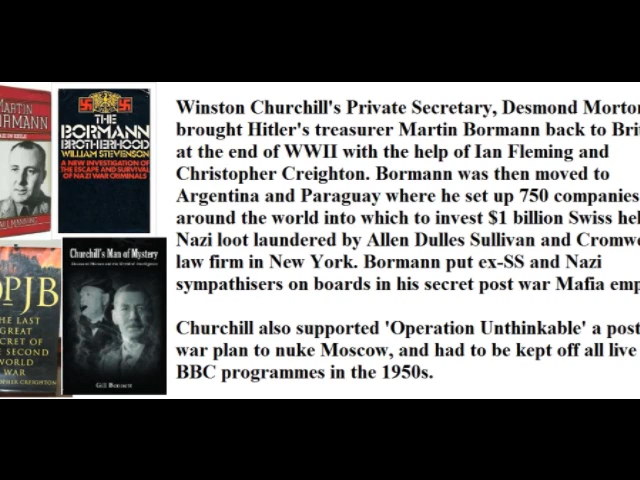 MARTIN
BORMANN
THE
BORMANN
BROTHERHOOD
WILLIAM STEVENSON
A NEW INVESTIGATION OF
THE ESCAPE AND SURVIVAL
OF NAZI WAR CRIMINALS
OPJB
THE LAST
GREAT
SECRET OF
THE SECOND
WORLD
WAR
CREIGHTON
Churchill's Man of Mystery
Gill Bennett
Winston Churchill's Private Secretary, Desmond Morton
brought Hitler's treasurer Martin Bormann back to Brit
at the end of WWII with the help of Ian Fleming and
Christopher Creighton. Bormann was then moved to
Argentina and Paraguay where he set up 750 companies
around the world into which to invest $1 billion Swiss hel
Nazi loot laundered by Allen Dulles Sullivan and Cromwe
law firm in New York. Bormann put ex-SS and Nazi
sympathisers on boards in his secret post war Mafia emp
Churchill also supported 'Operation Unthinkable' a post
war plan to nuke Moscow, and had to be kept off all live
BBC programmes in the 1950s.